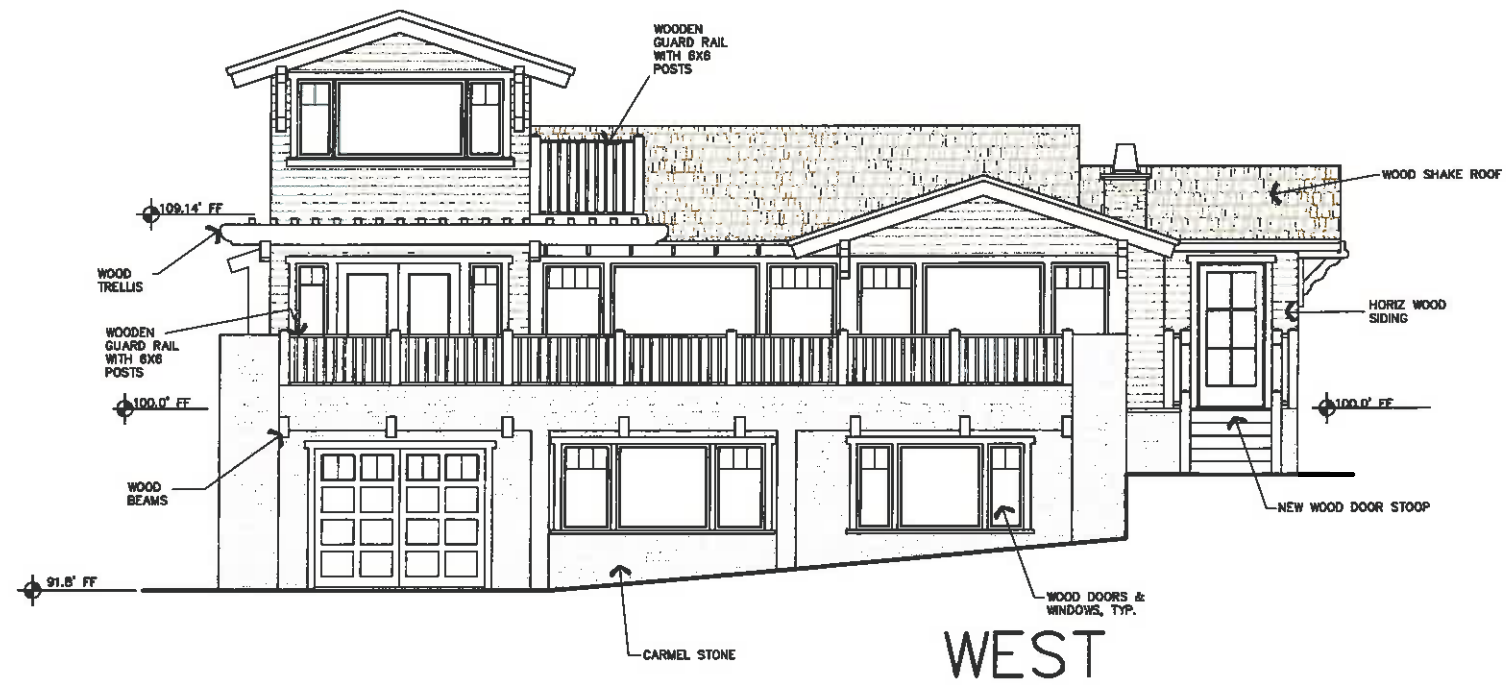 WOODEN
GUARD RAIL
WITH 6X6
POSTS
WOOD SHAKE ROOF
109.14' FF
WOOD
TRELLIS
HORIZ WOOD
SIDING
WOODEN
GUARD RAIL
WITH 6X6
POSTS
100.0' FF
100.0' FF
WOOD
BEAMS
NEW WOOD DOOR STOOP
91.8' FF
WOOD DOORS &
WINDOWS, TYP.
CARMEL STONE
WEST